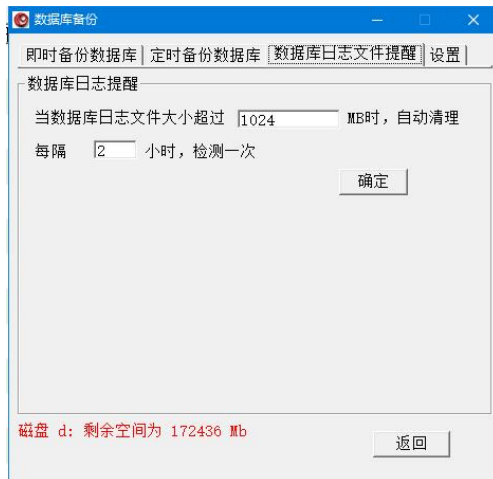 数据库备份
即时备份数据库 定时备份数据库 数据库日志文件提醒 设置
数据库日志提醒
当数据库日志文件大小超过 1024 MB时，自动清理
每隔 2 小时，检测一次
确定
磁盘 d: 剩余空间为 172436 Mb
返回